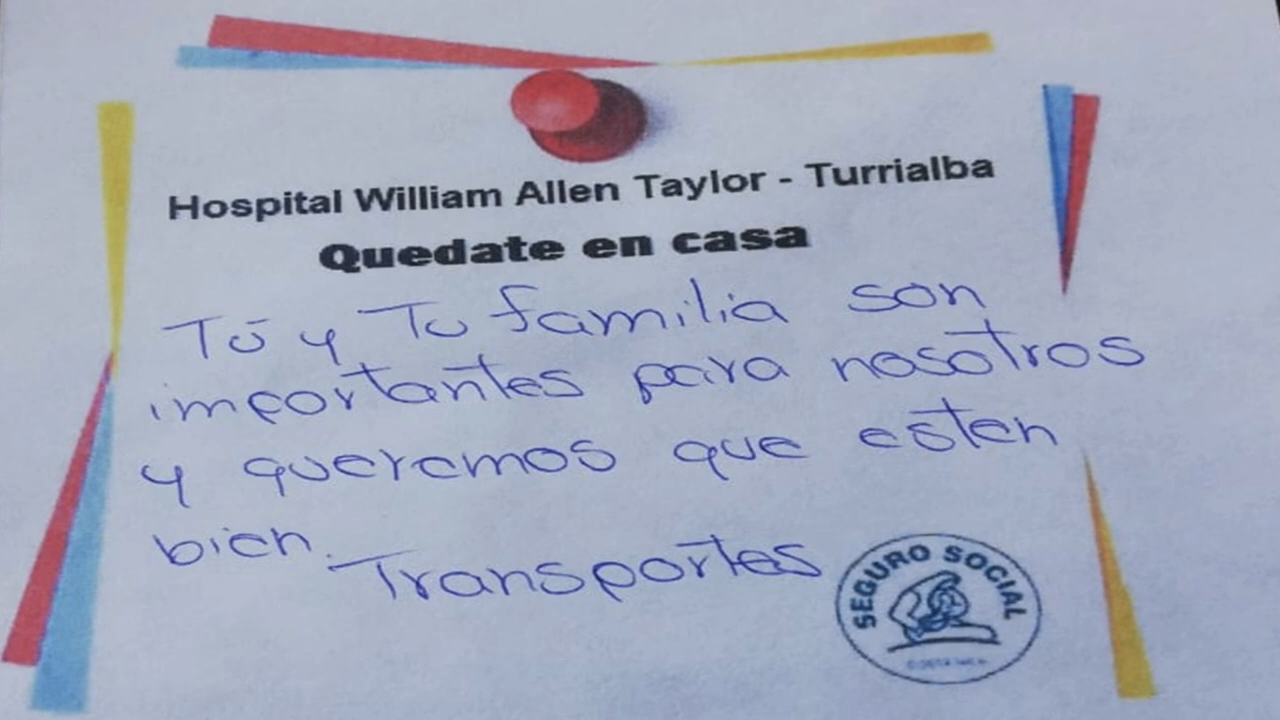 Hospital William Allen Taylor - Turrialba
Quedate en casa
Tú y Tu familia son
importantes para nosotros
y queremos que esten
bien.
Transportes
SEGURO SOCIAL